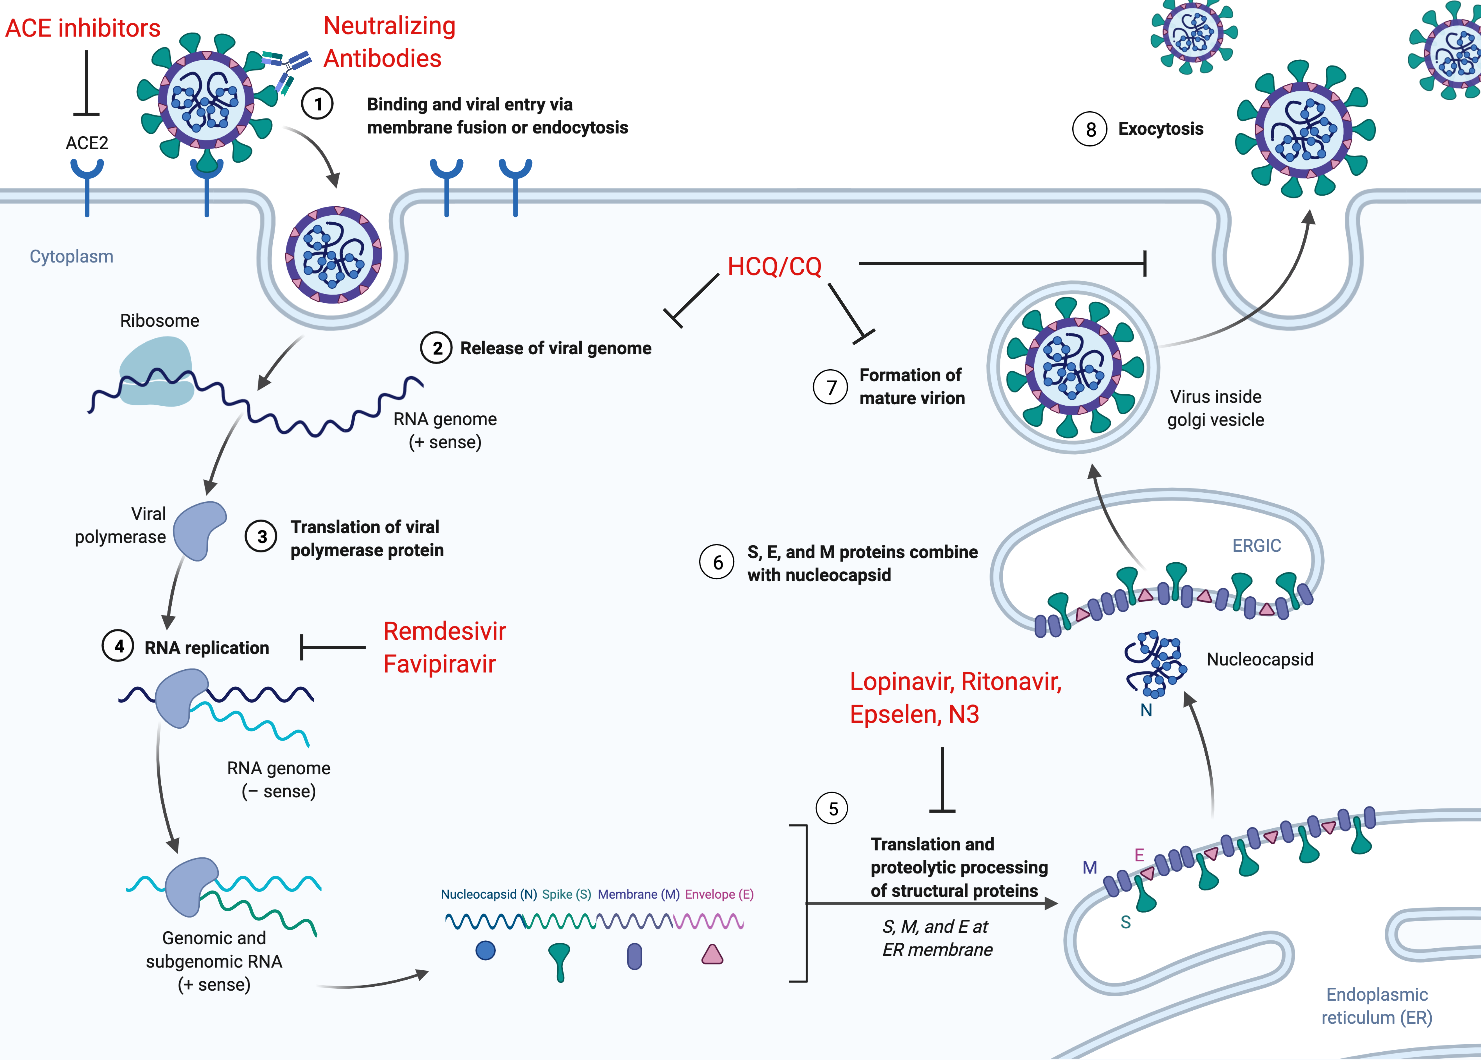 ACE inhibitors
Neutralizing
Antibodies
1
Binding and viral entry via
membrane fusion or endocytosis
ACE2
8
Exocytosis
Cytoplasm
HCQ/CQ
Ribosome
2
Release of viral genome
RNA genome
(+ sense)
7
Formation of
mature virion
Virus inside
golgi vesicle
Viral
polymerase
3
Translation of viral
polymerase protein
6
S, E, and M proteins combine
with nucleocapsid
ERGIC
4
RNA replication
Remdesivir
Favipiravir
Nucleocapsid
N
Lopinavir, Ritonavir,
Epselen, N3
RNA genome
(− sense)
5
Translation and
proteolytic processing
of structural proteins
S, M, and E at
ER membrane
M
E
S
Nucleocapsid (N) Spike (S) Membrane (M) Envelope (E)
Genomic and
subgenomic RNA
(+ sense)
Endoplasmic
reticulum (ER)